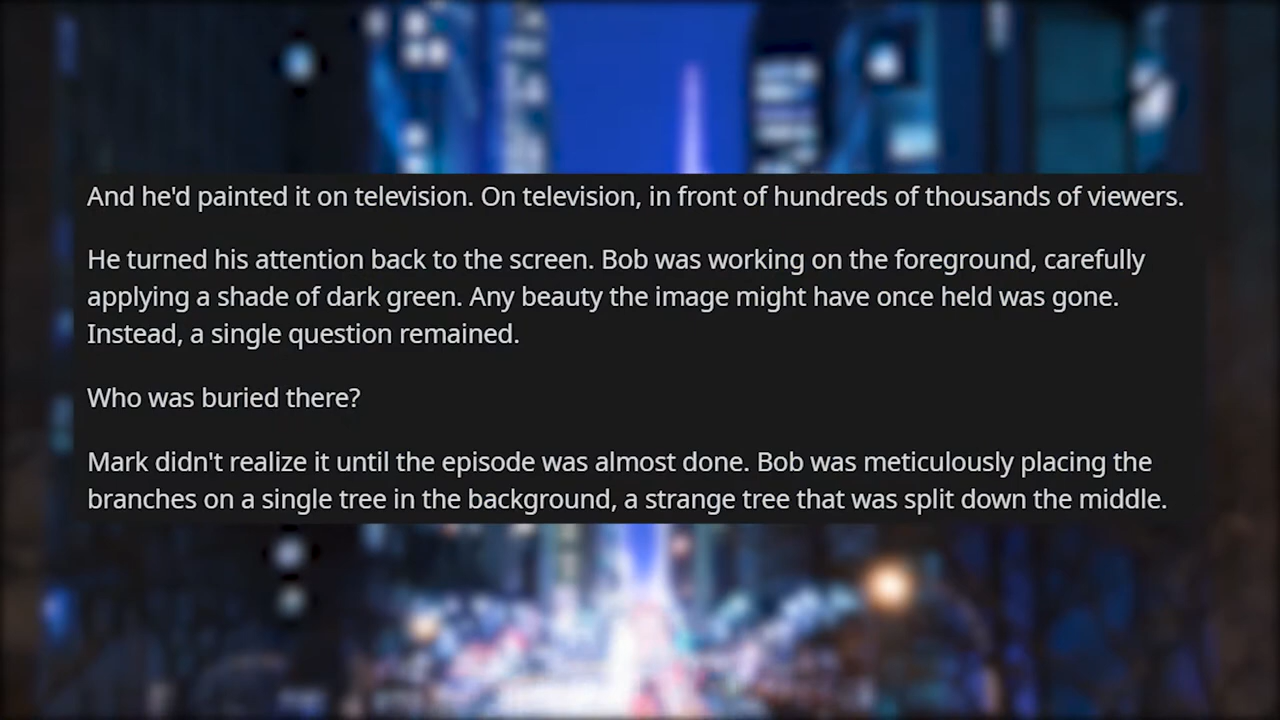 And he'd painted it on television. On television, in front of hundreds of thousands of viewers.
He turned his attention back to the screen. Bob was working on the foreground, carefully
applying a shade of dark green. Any beauty the image might have once held was gone.
Instead, a single question remained.
Who was buried there?
Mark didn't realize it until the episode was almost done. Bob was meticulously placing the
branches on a single tree in the background, a strange tree that was split down the middle.